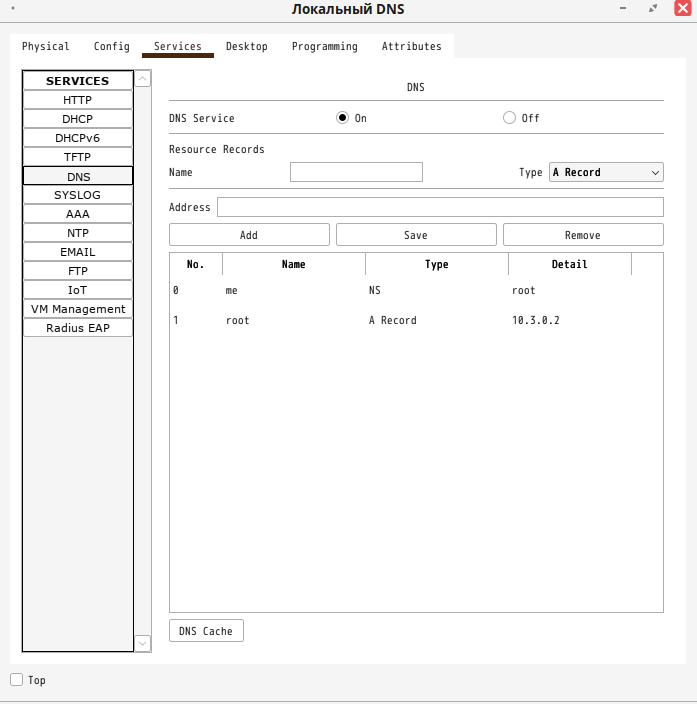 Локальный DNS
Physical Config Services Desktop Programming Attributes
SERVICES
HTTP
DHCP
DHCPv6
TFTP
DNS
SYSLOG
AAA
NTP
EMAIL
FTP
IoT
VM Management
Radius EAP
DNS
DNS Service On Off
Resource Records
Name Type A Record
Address
Add Save Remove
No. Name Type Detail
0 me NS root
1 root A Record 10.3.0.2
DNS Cache
Top